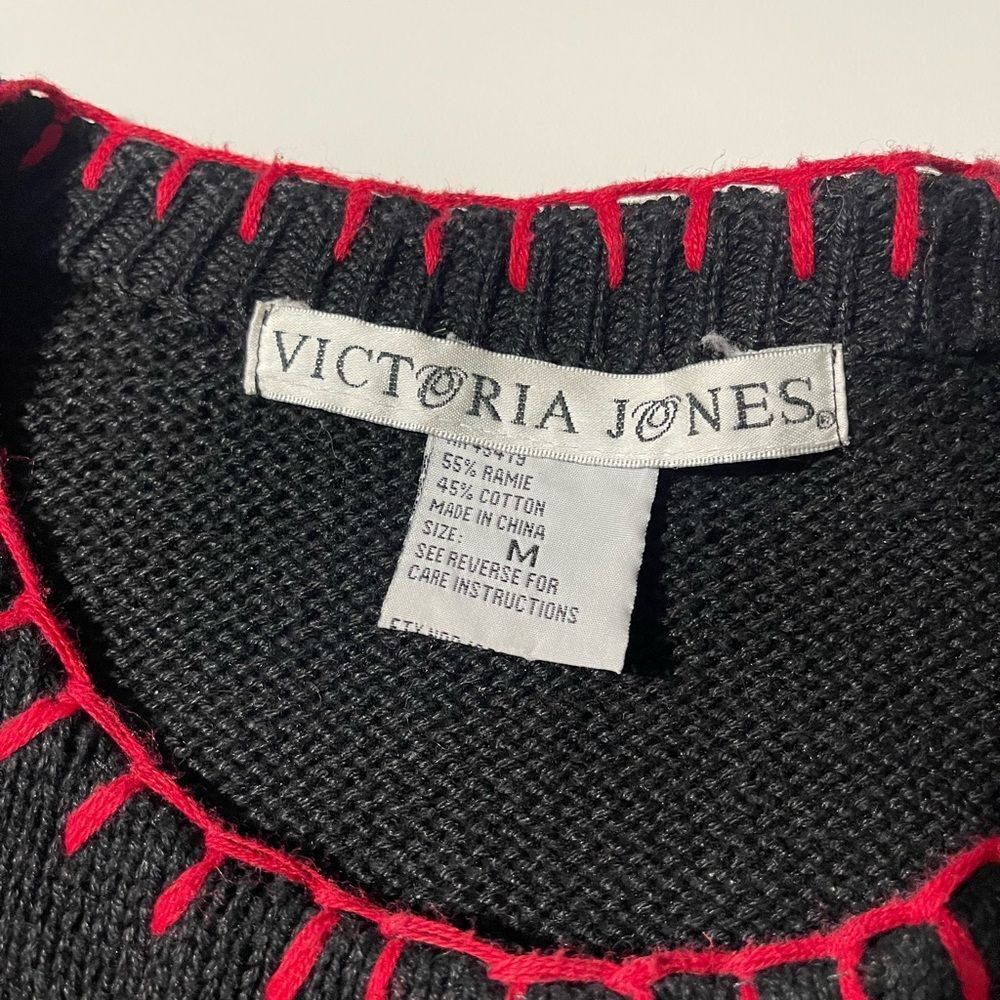 VICTORIA JONES®
55% RAMIE
45% COTTON
MADE IN CHINA
SIZE: M
SEE REVERSE FOR
CARE INSTRUCTIONS